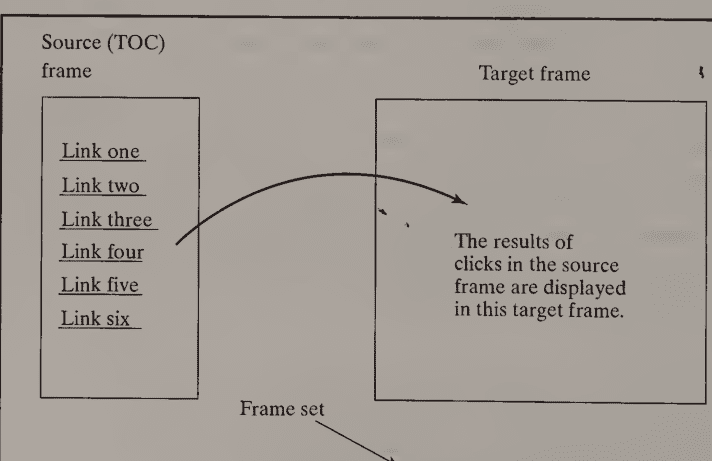 Source (TOC)
frame
Target frame
Link one
Link two
Link three
Link four
Link five
Link six
The results of
clicks in the source
frame are displayed
in this target frame.
Frame set